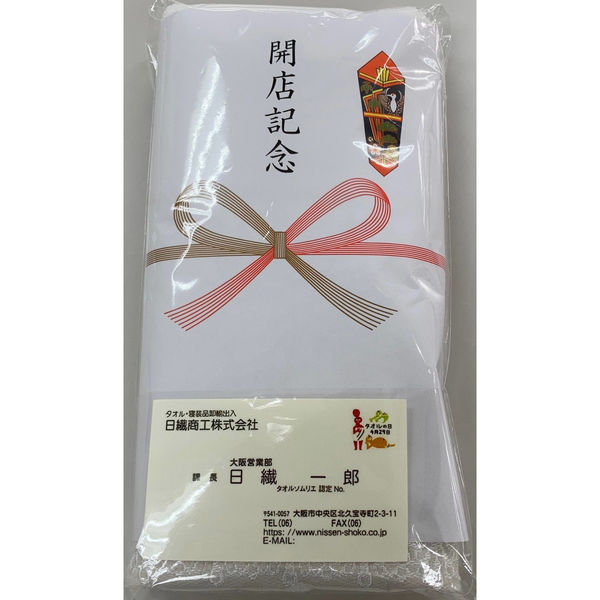 開店記念
タオル・寝装品卸輸出入
日繊商工株式会社
タオルの日
4月29日
大阪営業部
課長 日繊 一郎
タオルソムリエ 認定No.
〒541-0057 大阪市中央区北久宝寺町2-3-11
TEL(06) FAX(06)
https://www.nissen-shoko.co.jp
E-MAIL: